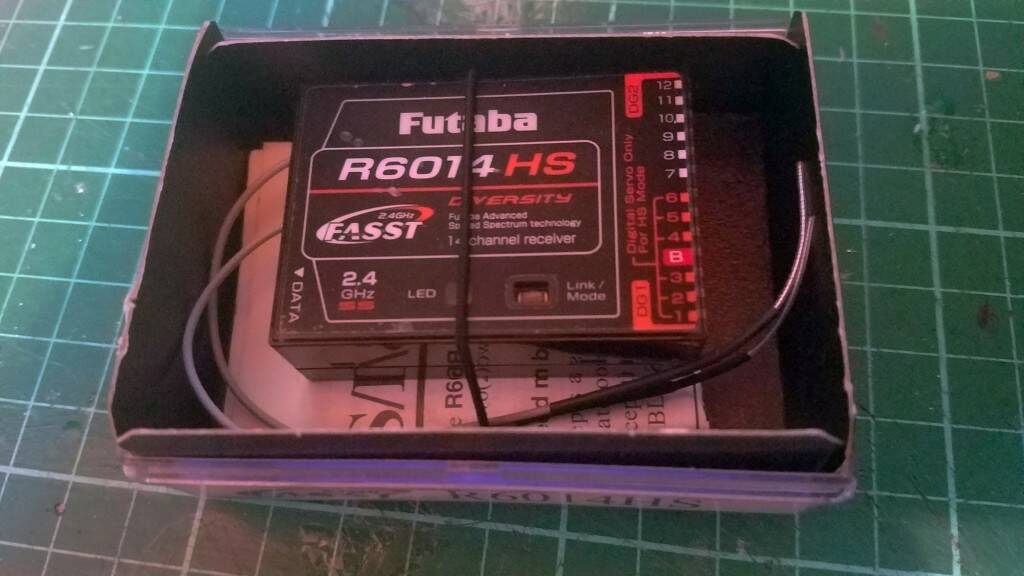 Futaba
R6014 HS
DIVERSITY
2.4GHz
FASST
Futaba Advanced
Spread Spectrum technology
14 channel receiver
2.4
GHz
SS
LED
Link /
Mode
▼DATA
DG2
12
11
10
9
8
7
Digital Servo Only
For HS Mode
6
5
4
B
3
2
1
DG1
R6014HS